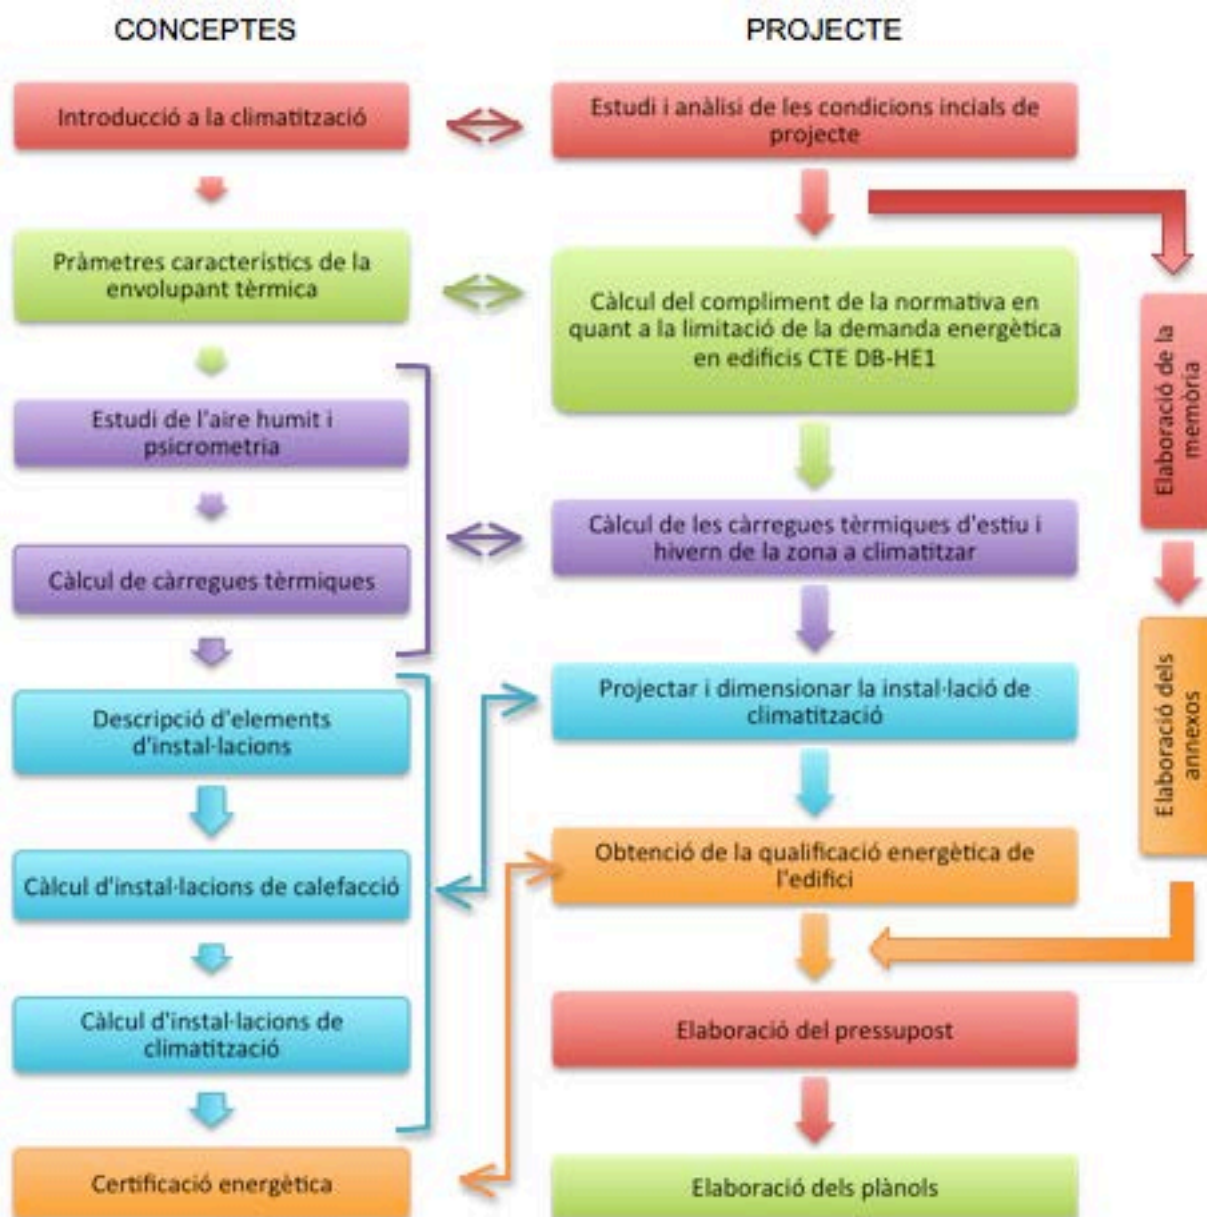 CONCEPTES
Introducció a la climatització
Pràmetres característics de la
envolupant tèrmica
Estudi de l'aire humit i
psicrometria
Càlcul de càrregues tèrmiques
Descripció d'elements
d'instal·lacions
Càlcul d'instal·lacions de calefacció
Càlcul d'instal·lacions de
climatització
Certificació energètica
PROJECTE
Estudi i anàlisi de les condicions incials de
projecte
Càlcul del compliment de la normativa en
quant a la limitació de la demanda energètica
en edificis CTE DB-HE1
Càlcul de les càrregues tèrmiques d'estiu i
hivern de la zona a climatitzar
Projectar i dimensionar la instal·lació de
climatització
Obtenció de la qualificació energètica de
l'edifici
Elaboració del pressupost
Elaboració dels plànols
Elaboració de la
memòria
Elaboració dels
annexos